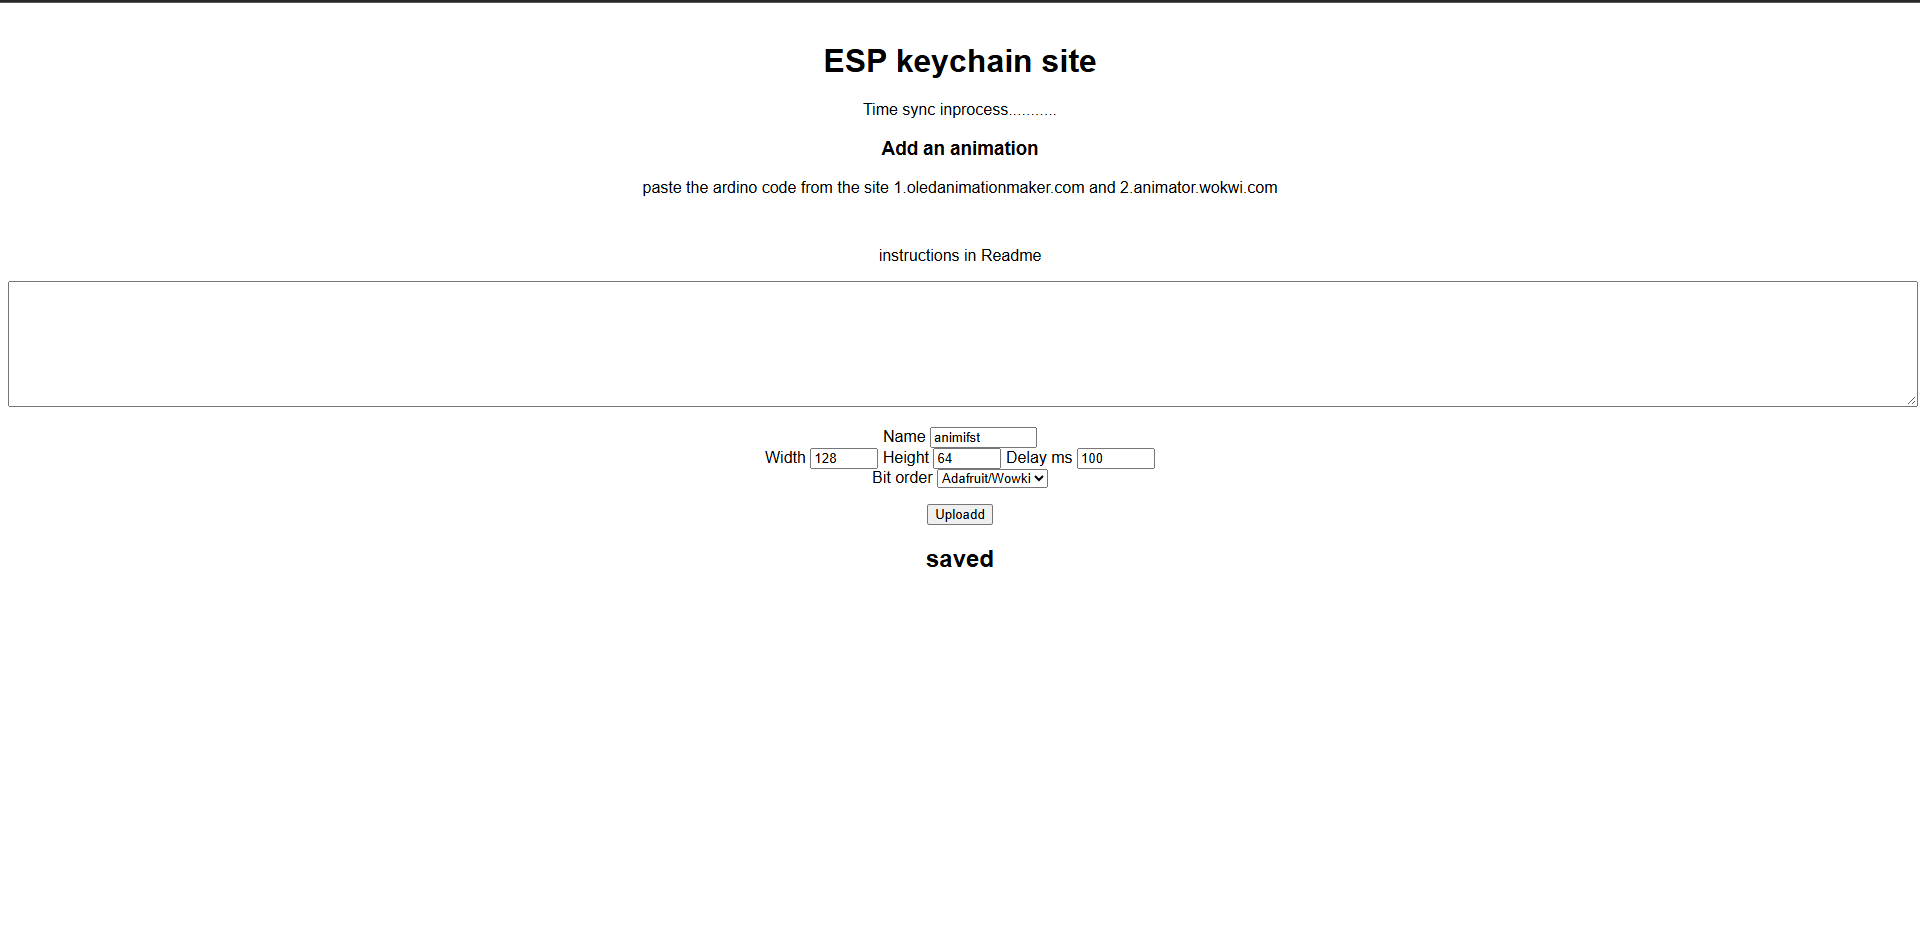 ESP keychain site
Time sync inprocess...........
Add an animation
paste the ardino code from the site 1.oledanimationmaker.com and 2.animator.wokwi.com
instructions in Readme
Name animifst
Width 128 Height 64 Delay ms 100
Bit order Adafruit/Wowki
Uploadd
saved